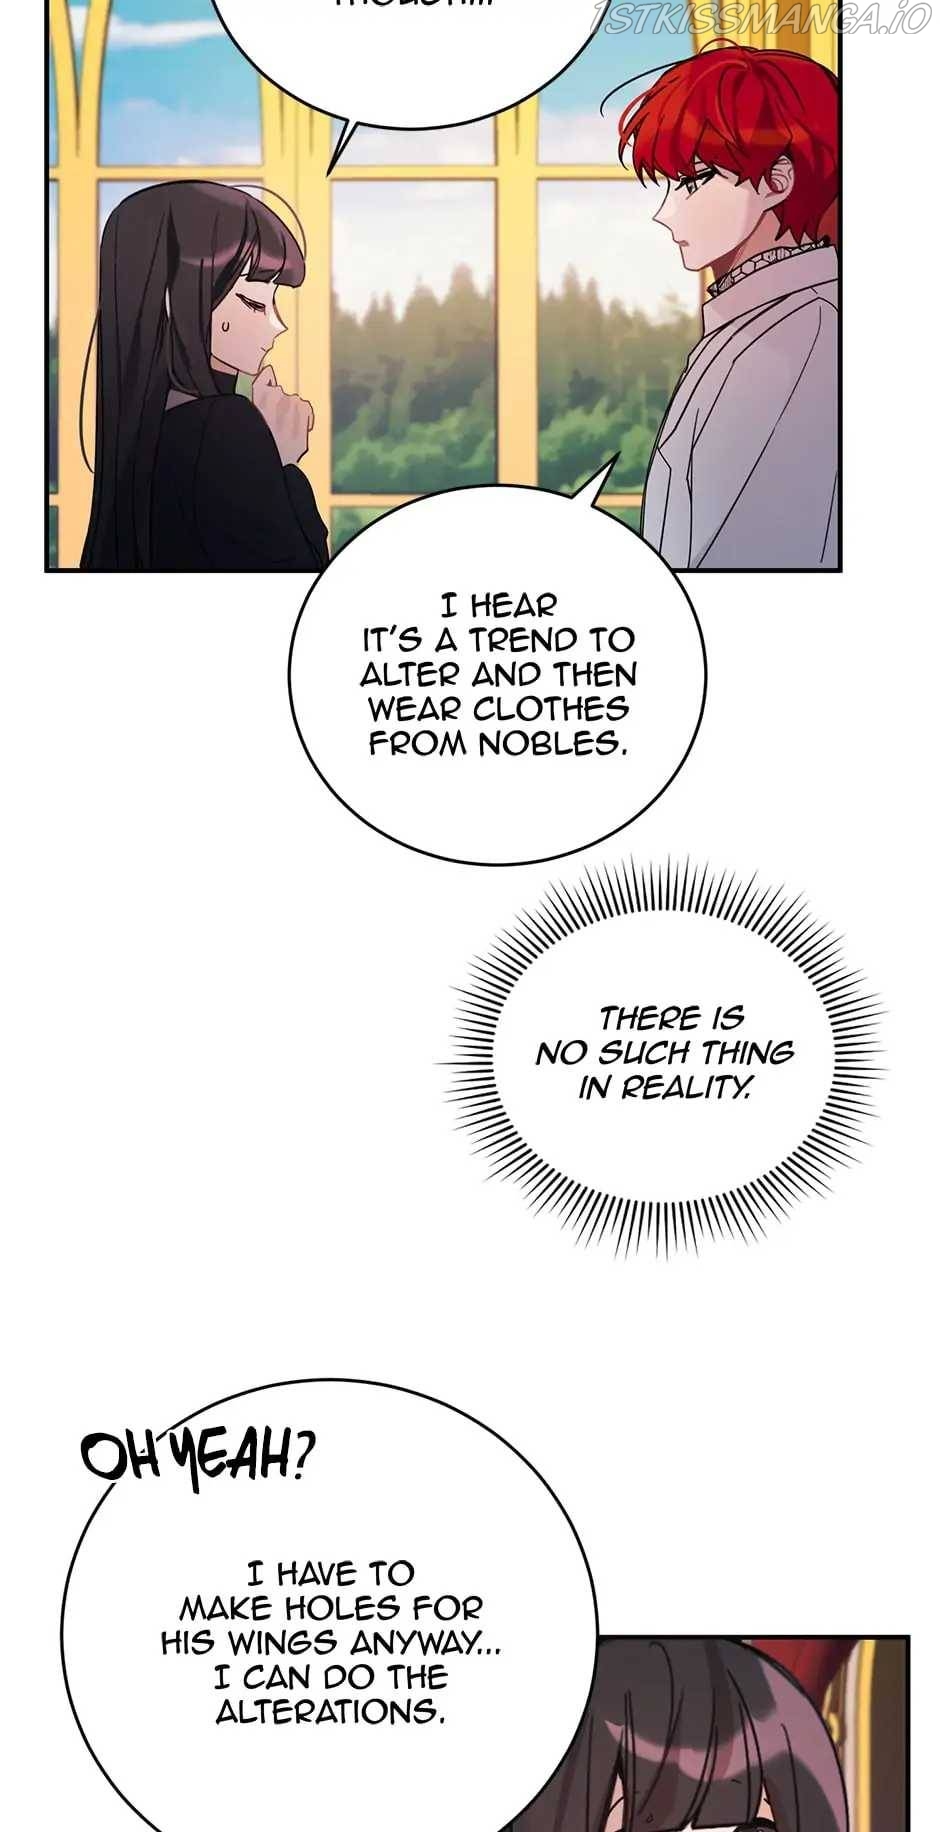 1STKISSMANGA.IO
THOUGH...
I HEAR
IT'S A TREND TO
ALTER AND THEN
WEAR CLOTHES
FROM NOBLES.
THERE IS
NO SUCH THING
IN REALITY.
OH YEAH?
I HAVE TO
MAKE HOLES FOR
HIS WINGS ANYWAY...
I CAN DO THE
ALTERATIONS.